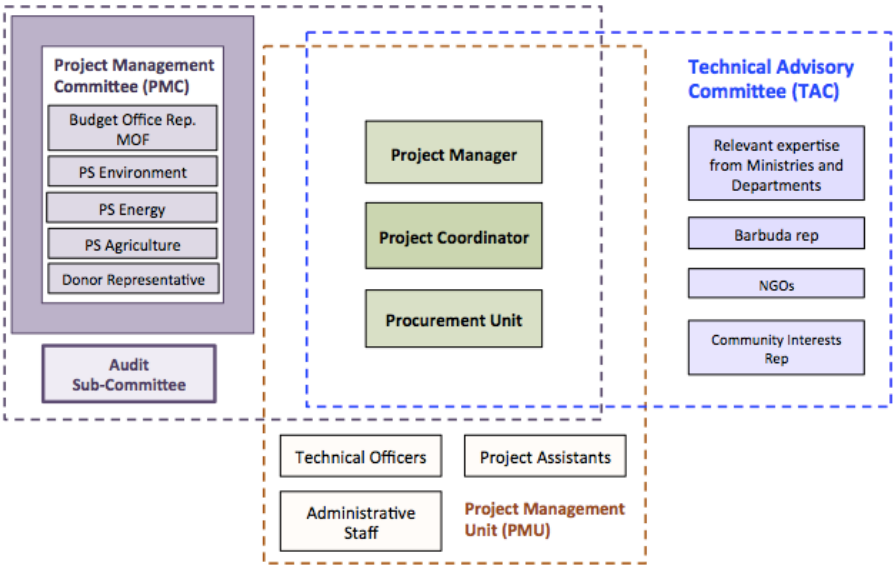 Project Management
Committee (PMC)
Budget Office Rep.
MOF
PS Environment
PS Energy
PS Agriculture
Donor Representative
Audit
Sub-Committee
Project Manager
Project Coordinator
Procurement Unit
Technical Advisory
Committee (TAC)
Relevant expertise
from Ministries and
Departments
Barbuda rep
NGOs
Community Interests
Rep
Technical Officers
Project Assistants
Administrative
Staff
Project Management
Unit (PMU)